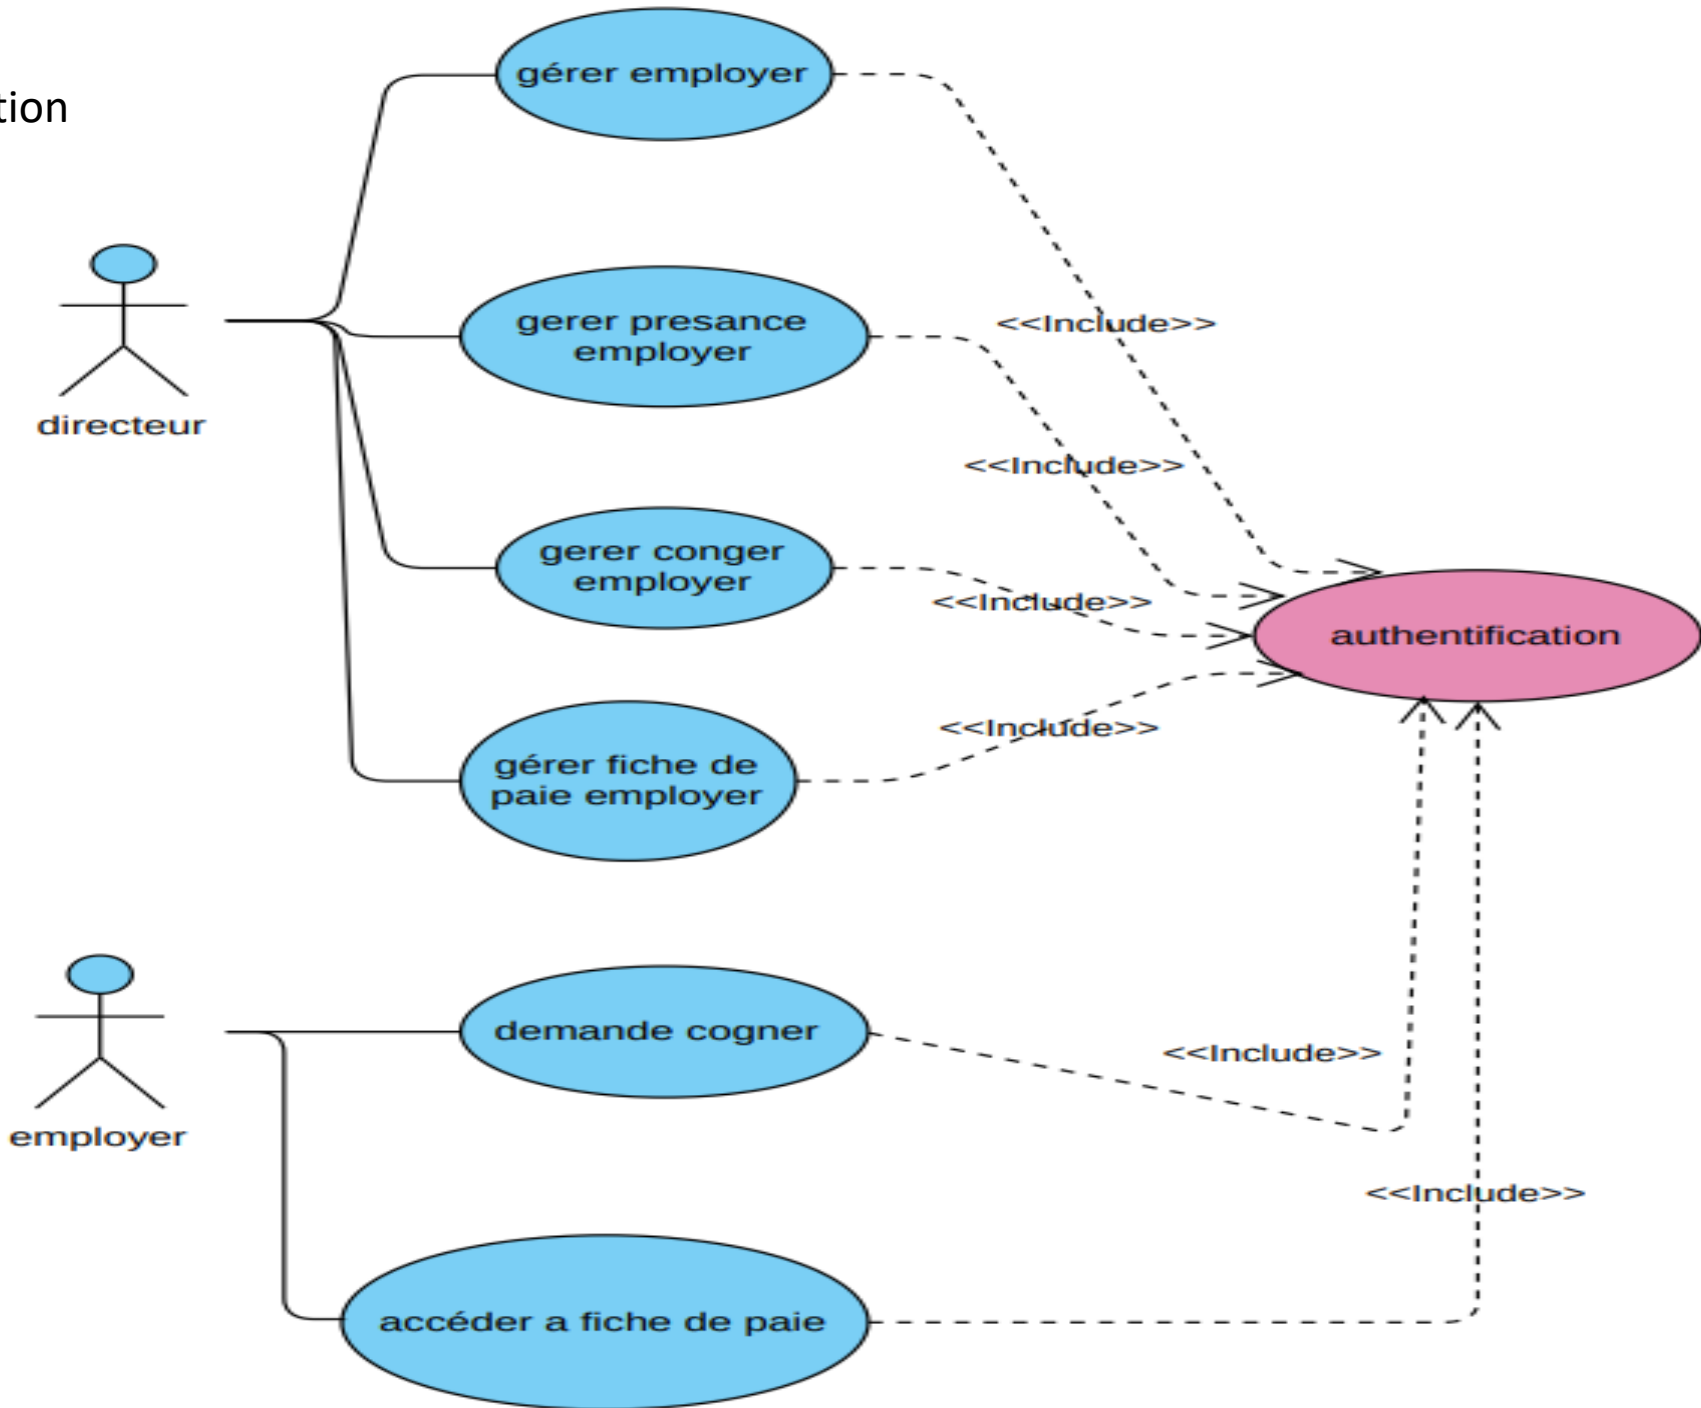 gérer employer
tion
gerer presance
employer
<<Include>>
directeur
<<Include>>
gerer conger
employer
<<Include>>
authentification
<<Include>>
gérer fiche de
paie employer
demande cogner
<<Include>>
employer
<<Include>>
accéder a fiche de paie